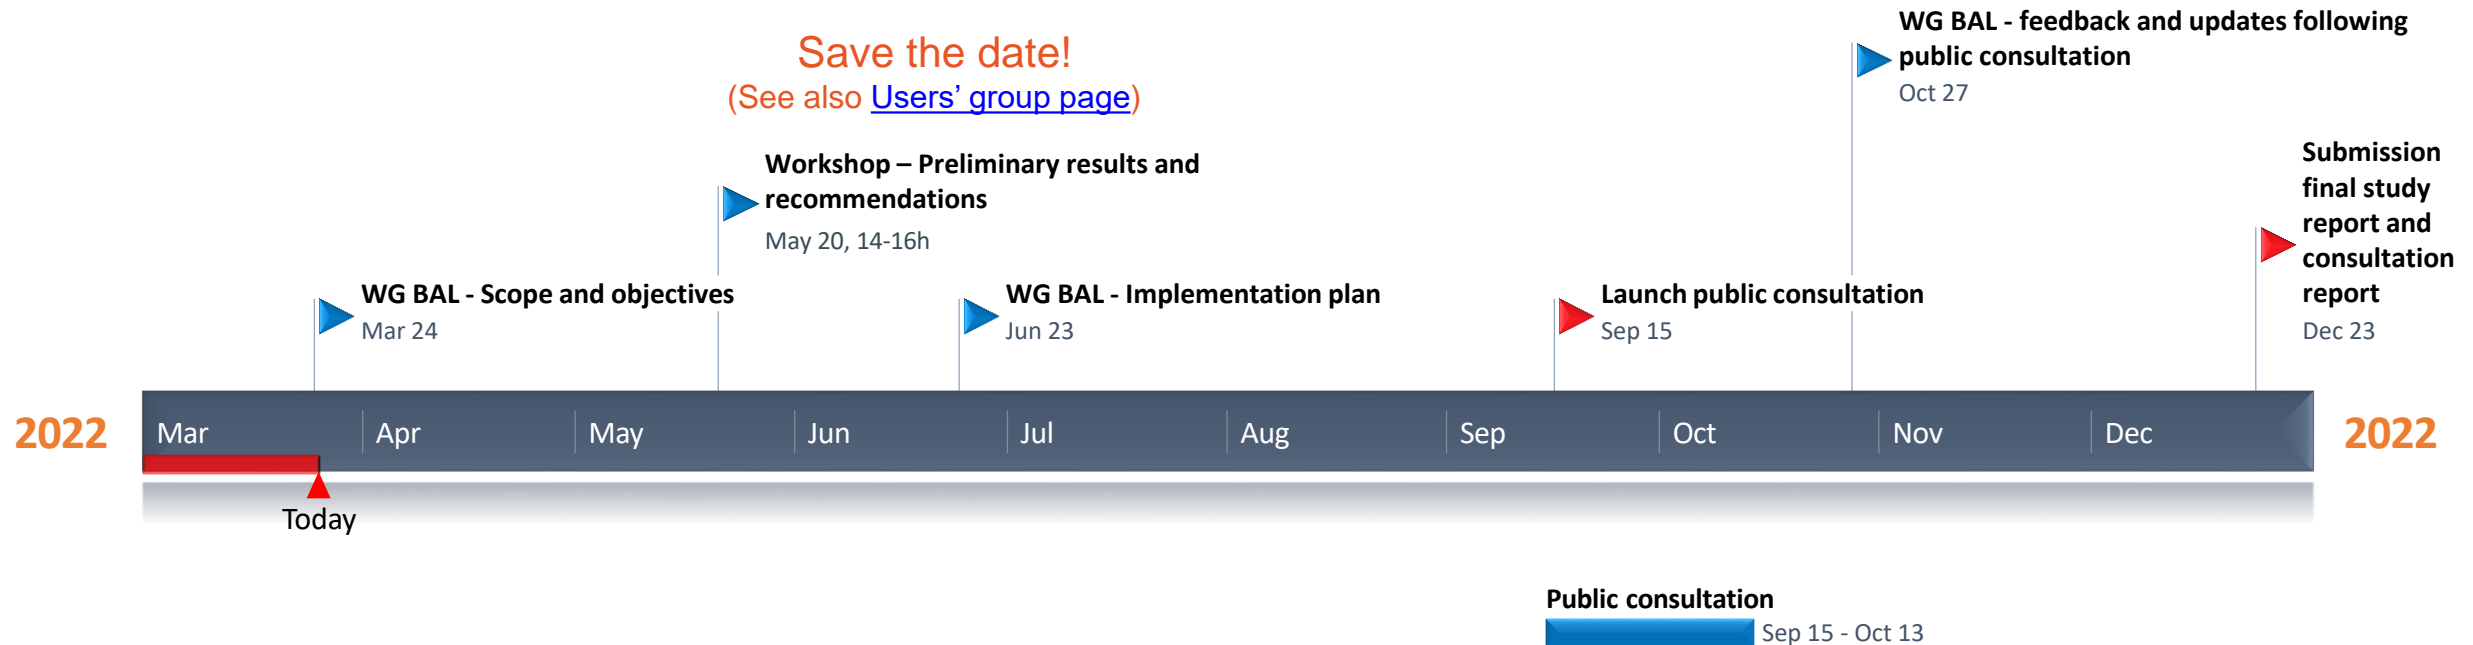 Save the date!
(See also Users' group page)
WG BAL - feedback and updates following
public consultation
Oct 27
Workshop – Preliminary results and
recommendations
May 20, 14-16h
Submission
final study
report and
consultation
report
Dec 23
WG BAL - Scope and objectives
Mar 24
WG BAL - Implementation plan
Jun 23
Launch public consultation
Sep 15
2022
Mar
Apr
May
Jun
Jul
Aug
Sep
Oct
Nov
Dec
2022
Today
Public consultation
Sep 15 - Oct 13